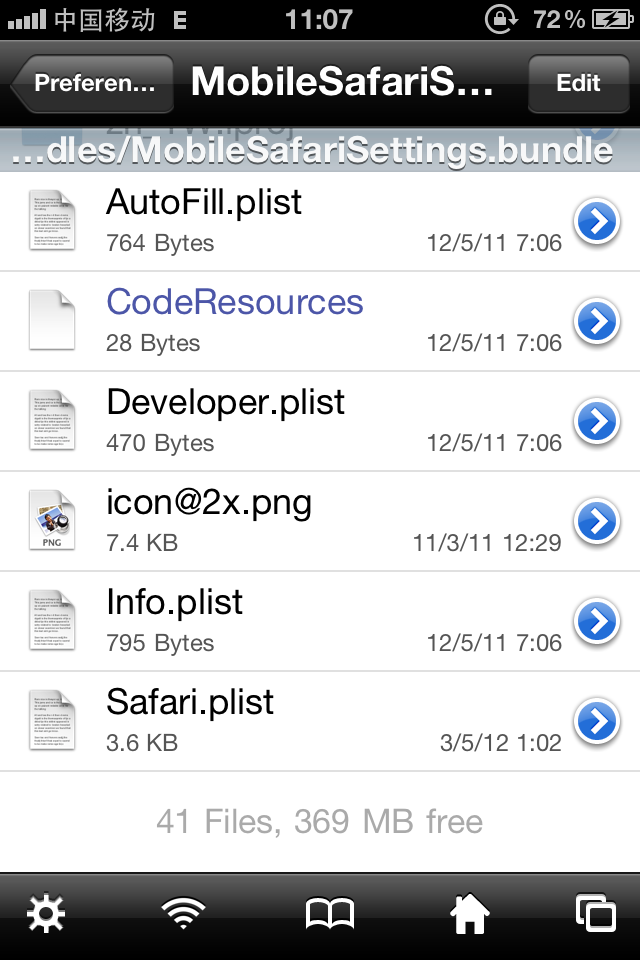 中国移动 E 11:07 72%
Preferen... MobileSafariS... Edit
...dles/MobileSafariSettings.bundle
AutoFill.plist
764 Bytes 12/5/11 7:06
CodeResources
28 Bytes 12/5/11 7:06
Developer.plist
470 Bytes 12/5/11 7:06
icon@2x.png
PNG
7.4 KB 11/3/11 12:29
Info.plist
795 Bytes 12/5/11 7:06
Safari.plist
3.6 KB 3/5/12 1:02
41 Files, 369 MB free